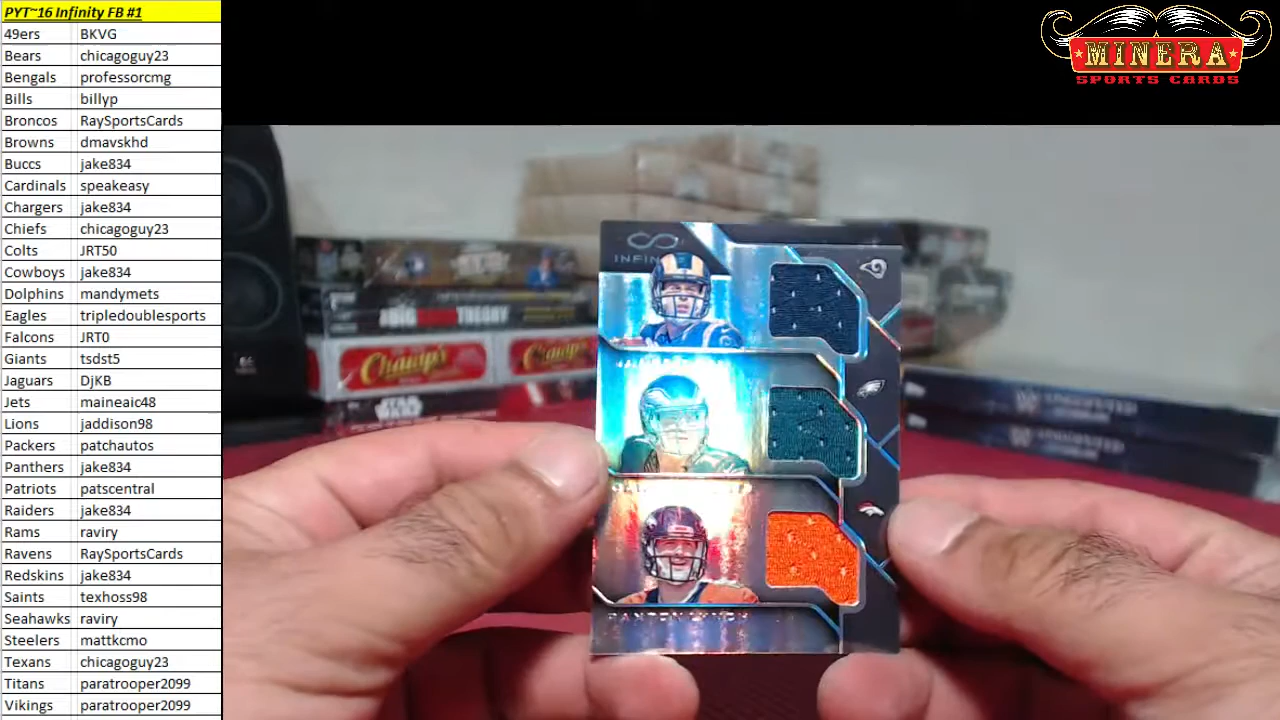 PYT~16 Infinity FB #1
49ers BKVG
Bears chicagoguy23
Bengals professorcmg
Bills billyp
Broncos RaySportsCards
Browns dmavskhd
Buccs jake834
Cardinals speakeasy
Chargers jake834
Chiefs chicagoguy23
Colts JRT50
Cowboys jake834
Dolphins mandymets
Eagles tripledoublesports
Falcons JRT0
Giants tsdst5
Jaguars DjKB
Jets maineaic48
Lions jaddison98
Packers patchautos
Panthers jake834
Patriots patscentral
Raiders jake834
Rams raviry
Ravens RaySportsCards
Redskins jake834
Saints texhoss98
Seahawks raviry
Steelers mattkcmo
Texans chicagoguy23
Titans paratrooper2099
Vikings paratrooper2099
MINERA
SPORTS CARDS
Champ's
STAR